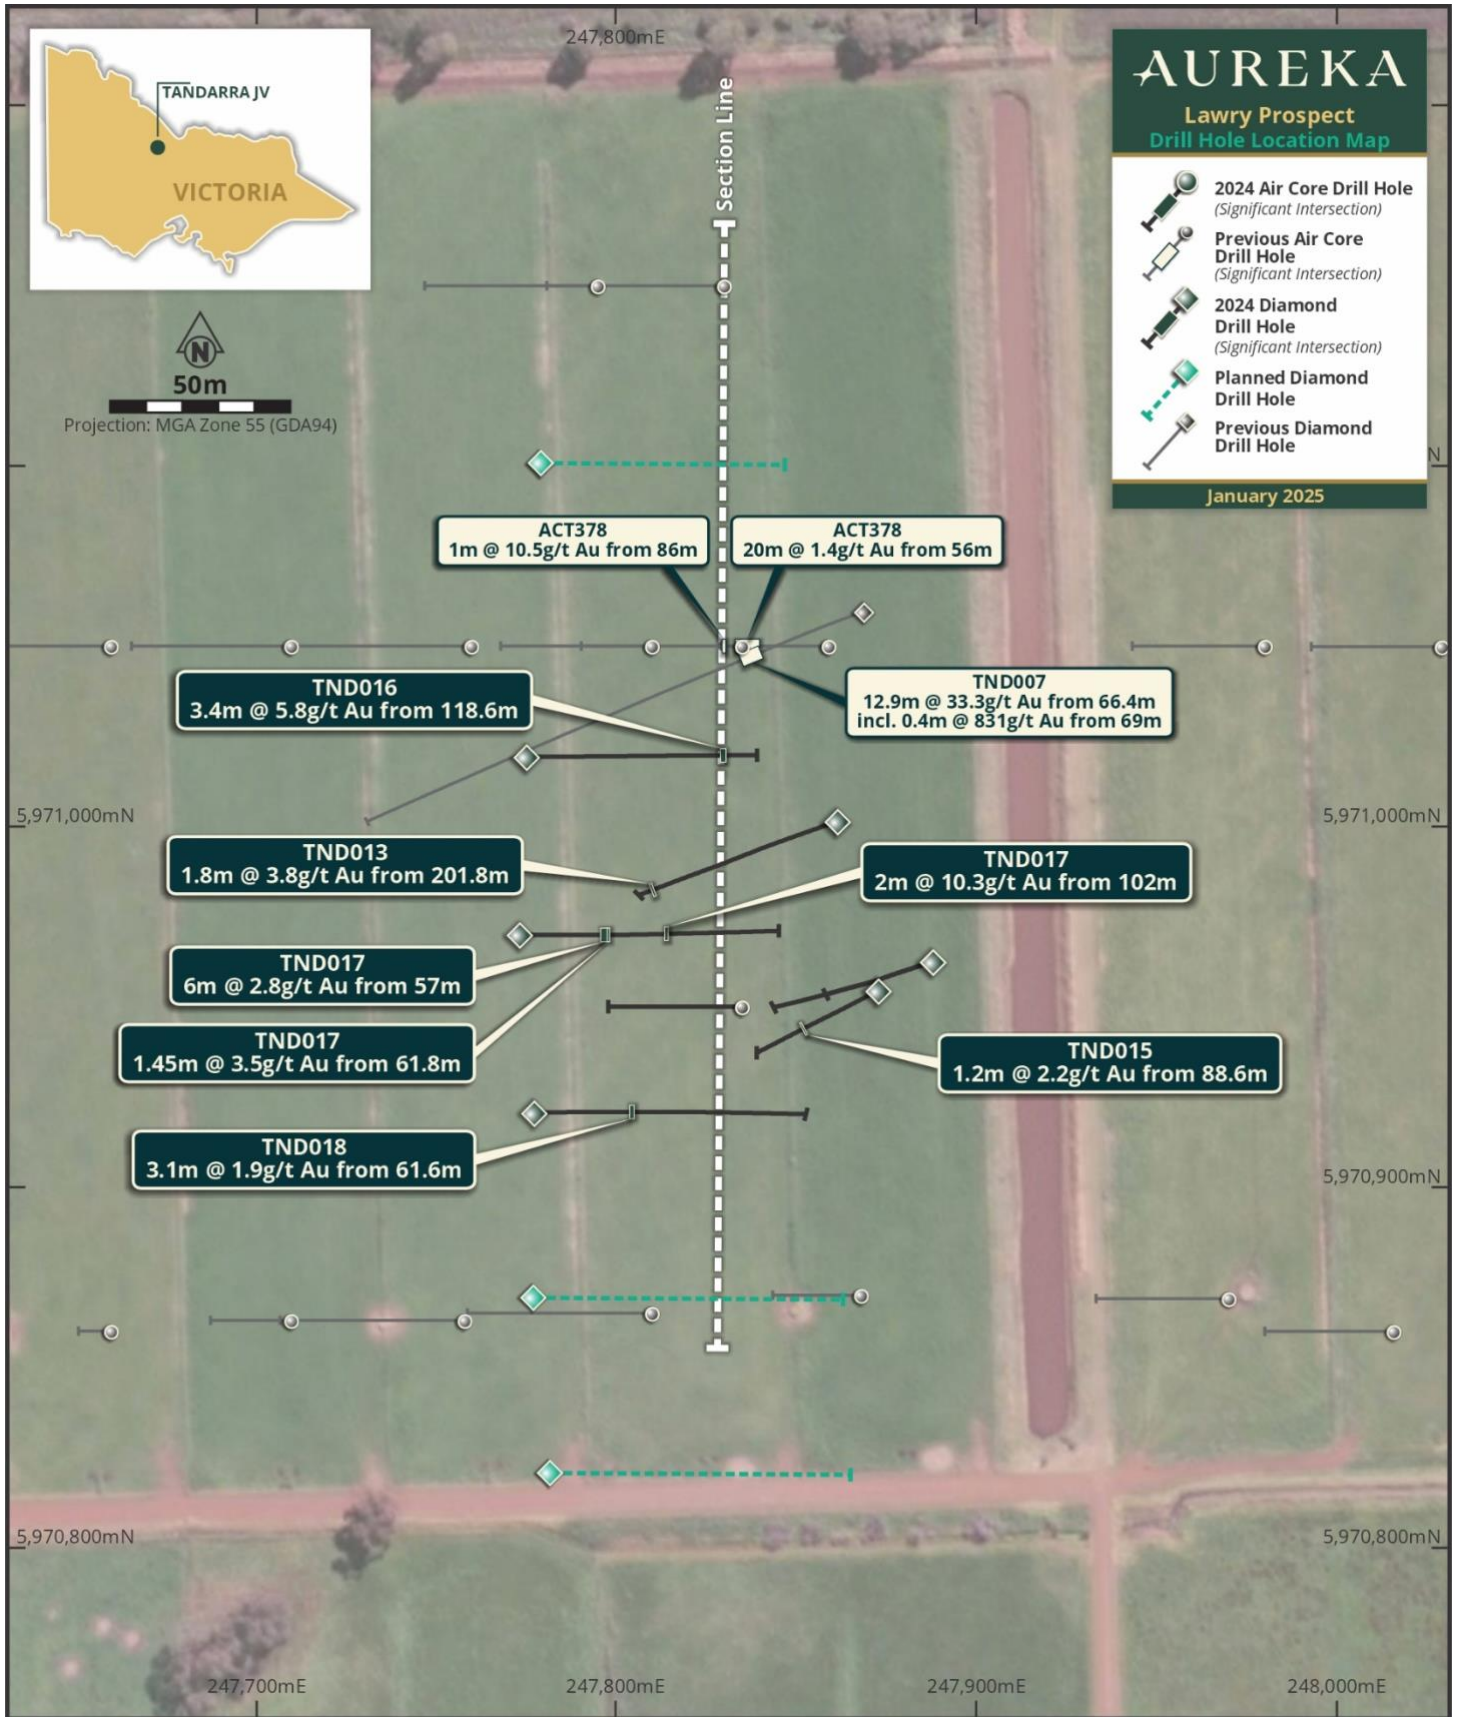 247,800mE
TANDARRA JV
VICTORIA
N
50m
Projection: MGA Zone 55 (GDA94)
Section Line
AUREKA
Lawry Prospect
Drill Hole Location Map
2024 Air Core Drill Hole
(Significant Intersection)
Previous Air Core
Drill Hole
(Significant Intersection)
2024 Diamond
Drill Hole
(Significant Intersection)
Planned Diamond
Drill Hole
Previous Diamond
Drill Hole
January 2025
N
ACT378
1m @ 10.5g/t Au from 86m
ACT378
20m @ 1.4g/t Au from 56m
TND016
3.4m @ 5.8g/t Au from 118.6m
TND007
12.9m @ 33.3g/t Au from 66.4m
incl. 0.4m @ 831g/t Au from 69m
5,971,000mN
5,971,000mN
TND013
1.8m @ 3.8g/t Au from 201.8m
TND017
2m @ 10.3g/t Au from 102m
TND017
6m @ 2.8g/t Au from 57m
TND017
1.45m @ 3.5g/t Au from 61.8m
TND015
1.2m @ 2.2g/t Au from 88.6m
TND018
3.1m @ 1.9g/t Au from 61.6m
5,970,900mN
5,970,800mN
5,970,800mN
247,700mE
247,800mE
247,900mE
248,000mE